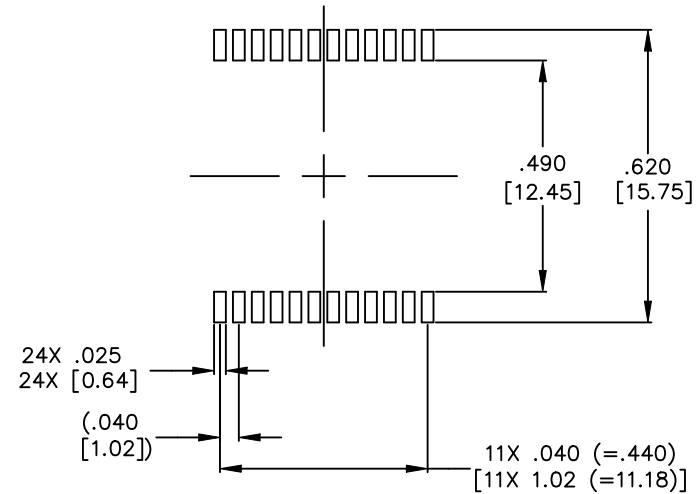 .490
[12.45]
.620
[15.75]
24X .025
24X [0.64]
(.040
[1.02])
11X .040 (=.440)
[11X 1.02 (=11.18)]